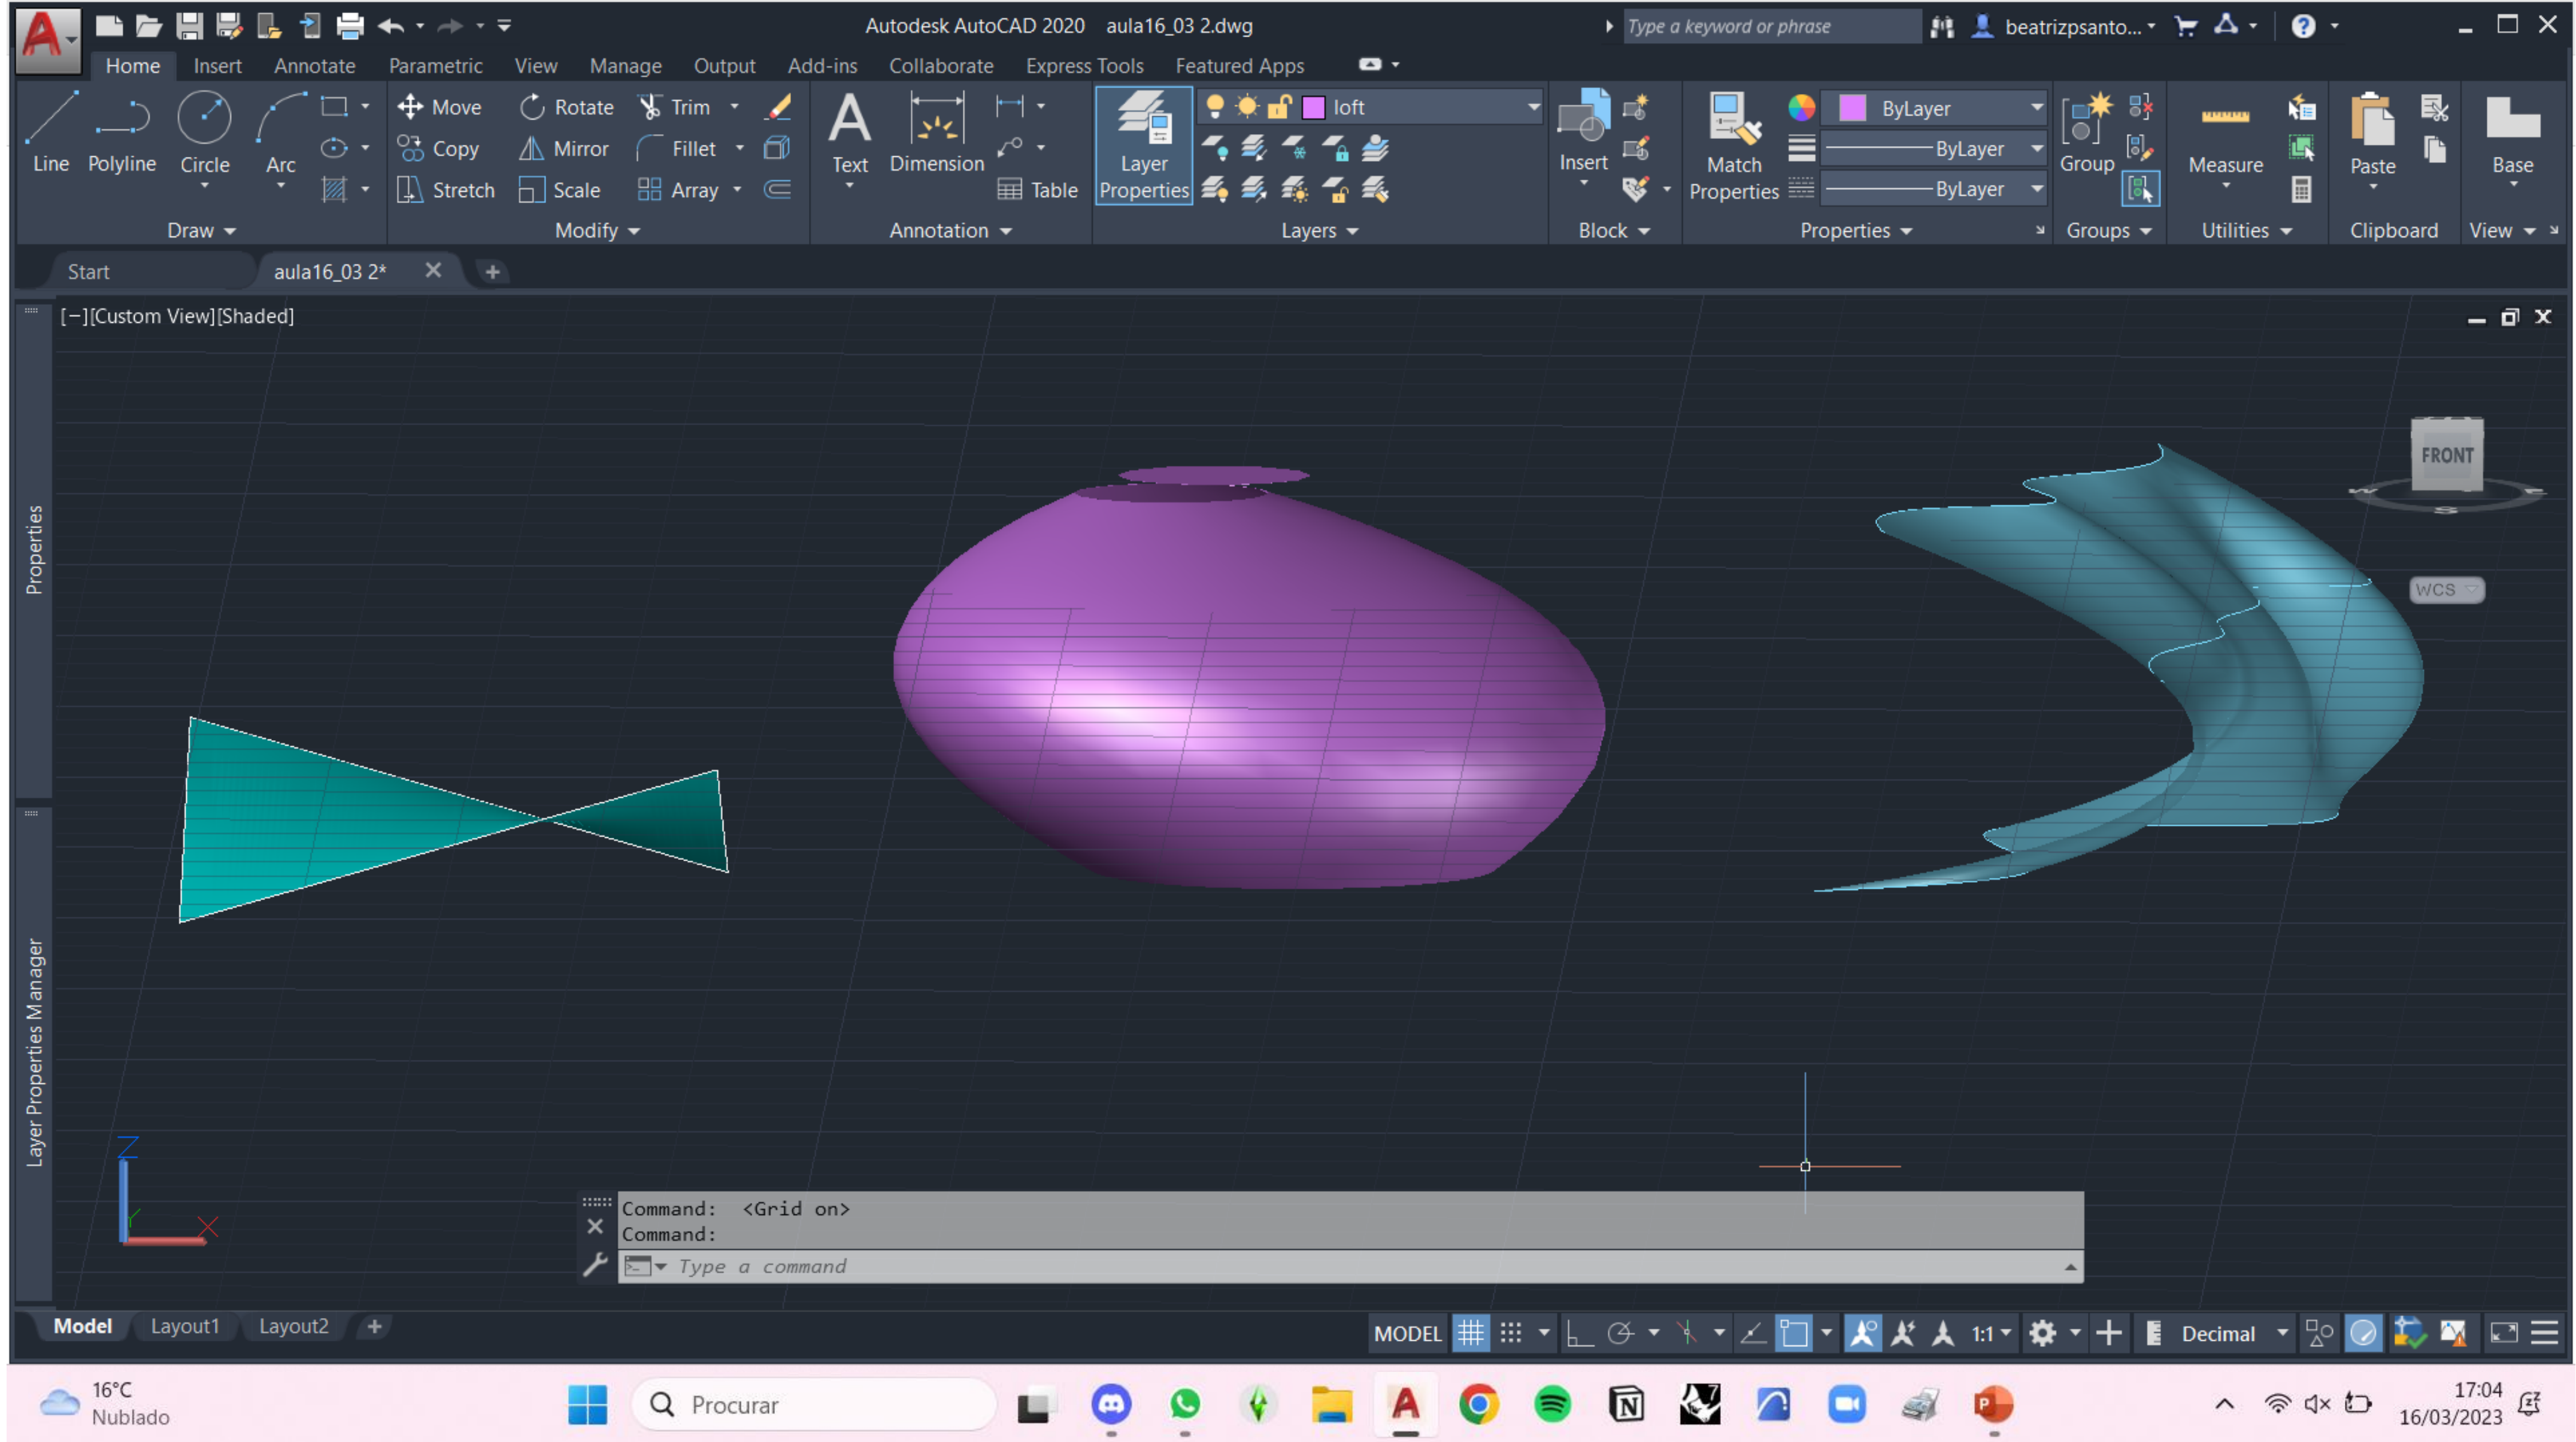 Autodesk AutoCAD 2020 aula16_03 2.dwg
Type a keyword or phrase
beatrizpsanto...
Home Insert Annotate Parametric View Manage Output Add-ins Collaborate Express Tools Featured Apps
Line Polyline Circle Arc
Move Rotate Trim
Copy Mirror Fillet
Stretch Scale Array
Text Dimension
Table
Layer Properties
loft
Insert
Match Properties
ByLayer
ByLayer
ByLayer
Group
Measure
Paste
Base
Draw Modify Annotation Layers Block Properties Groups Utilities Clipboard View
Start aula16_03 2*
[−][Custom View][Shaded]
FRONT
W
S
E
WCS
Properties
Layer Properties Manager
Z
Y
X
Command: <Grid on>
Command:
Type a command
Model Layout1 Layout2
MODEL 1:1 Decimal
16°C
Nublado
Procurar
7
17:04
16/03/2023